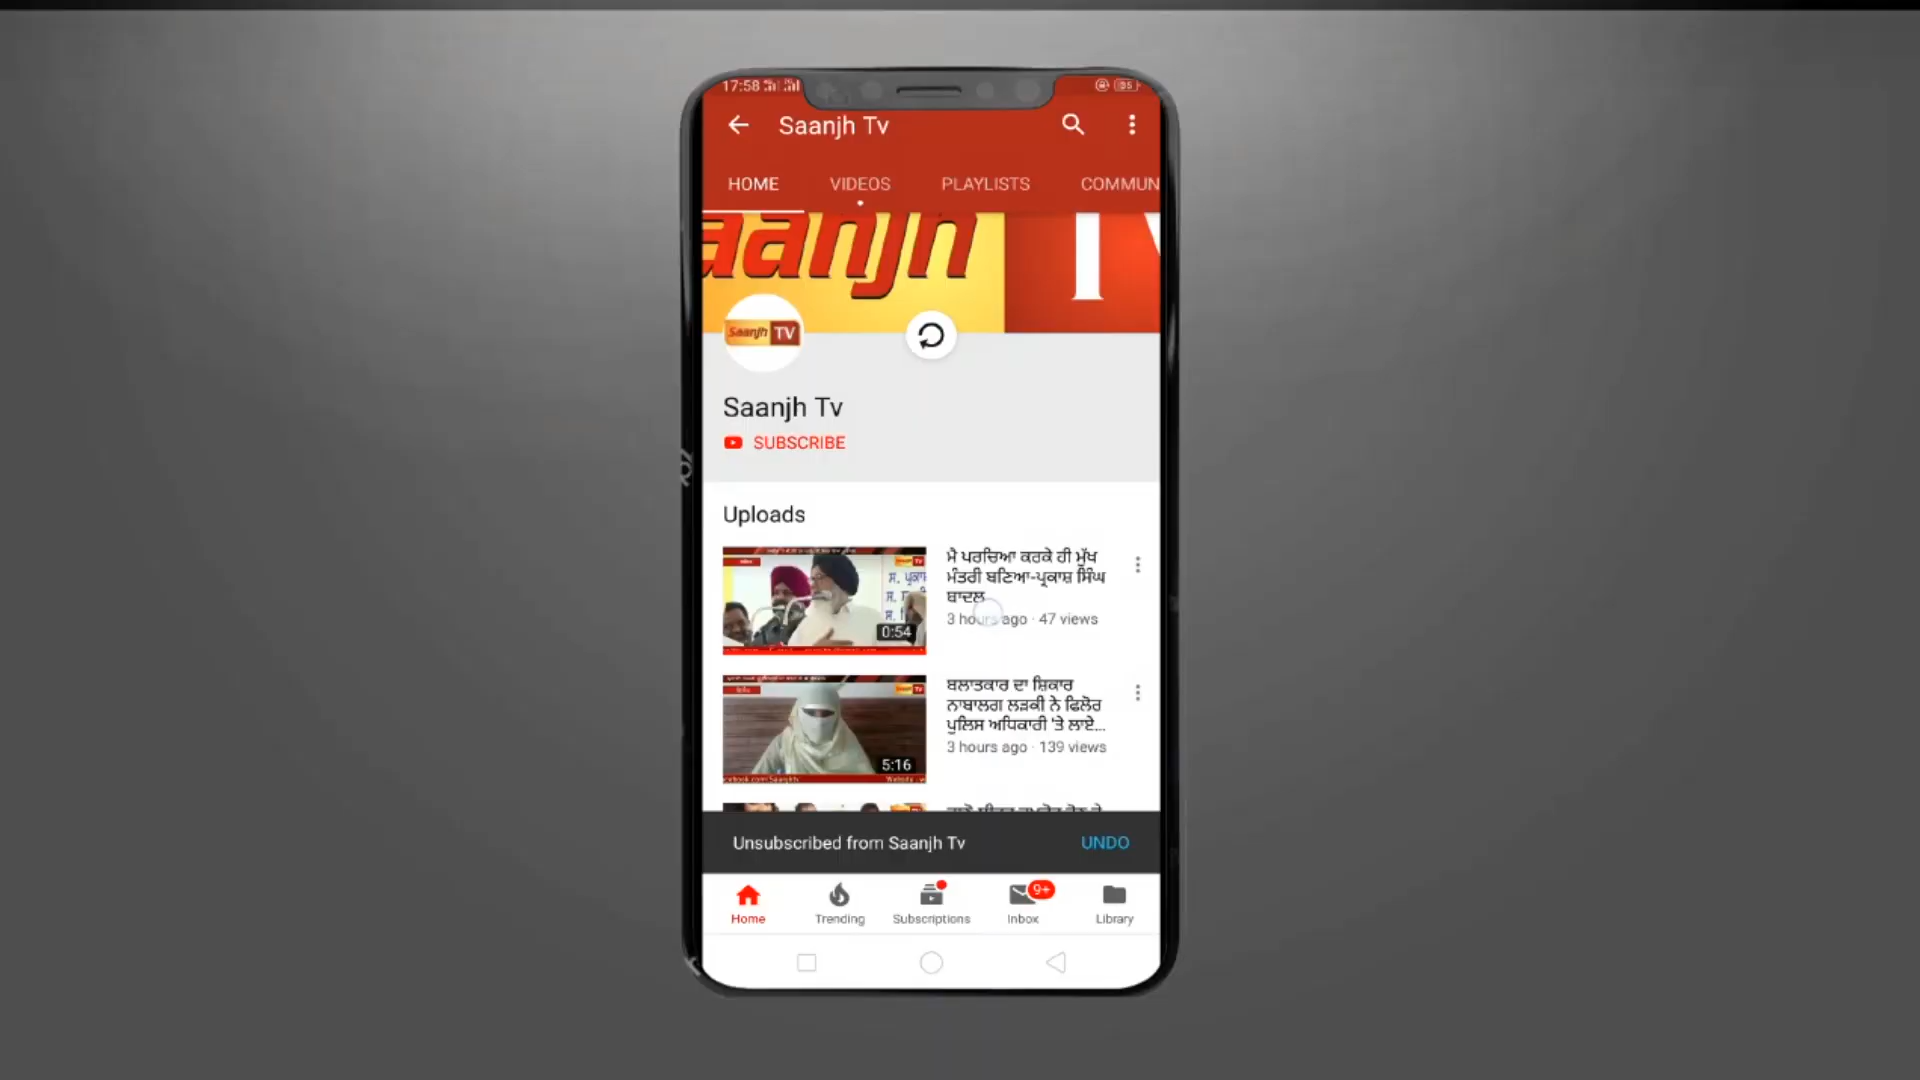 17:58
Saanjh Tv
HOME VIDEOS PLAYLISTS COMMUN
aanjh T
Saanjh TV
Saanjh Tv
SUBSCRIBE
Uploads
ਮੈ ਪਰਚਿਆ ਕਰਕੇ ਹੀ ਮੁੱਖ
ਮੰਤਰੀ ਬਣਿਆ-ਪ੍ਰਕਾਸ਼ ਸਿੰਘ
ਬਾਦਲ
3 hours ago · 47 views
0:54
ਬਲਾਤਕਾਰ ਦਾ ਸ਼ਿਕਾਰ
ਨਾਬਾਲਗ ਲੜਕੀ ਨੇ ਫਿਲੋਰ
ਪੁਲਿਸ ਅਧਿਕਾਰੀ 'ਤੇ ਲਾਏ...
3 hours ago · 139 views
5:16
Unsubscribed from Saanjh Tv UNDO
9+
Home Trending Subscriptions Inbox Library